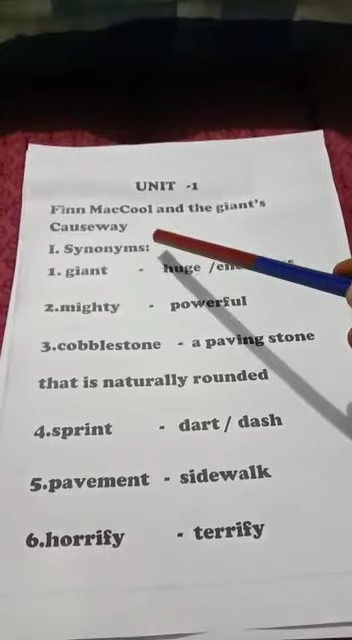 UNIT -1
Finn MacCool and the giant's
Causeway
I. Synonyms:
1. giant - huge /
2.mighty - powerful
3.cobblestone - a paving stone
that is naturally rounded
4.sprint - dart / dash
5.pavement - sidewalk
6.horrify - terrify